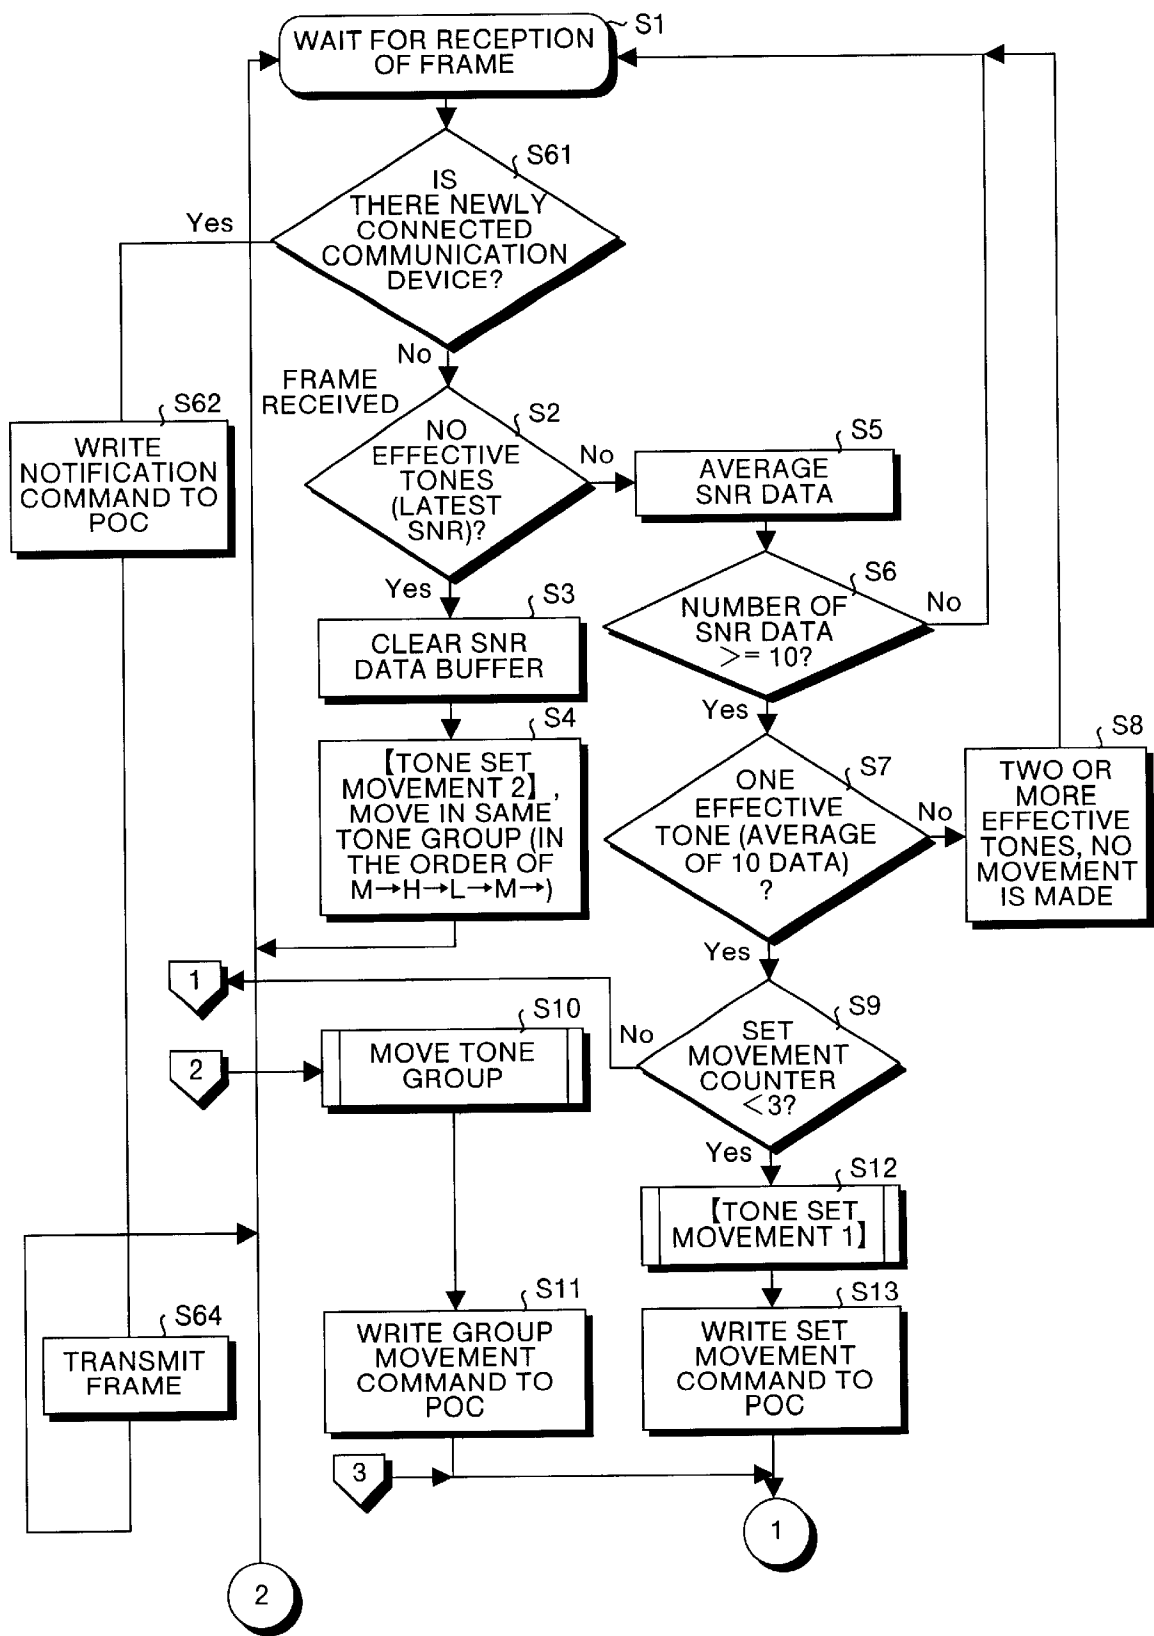 WAIT FOR RECEPTION
OF FRAME
S1
S61
IS
THERE NEWLY
CONNECTED
COMMUNICATION
DEVICE?
Yes
No
FRAME
RECEIVED
S62
WRITE
NOTIFICATION
COMMAND TO
POC
S2
NO
EFFECTIVE
TONES
(LATEST
SNR)?
No
Yes
S5
AVERAGE
SNR DATA
S6
NUMBER OF
SNR DATA
>= 10?
No
Yes
S3
CLEAR SNR
DATA BUFFER
S4
【TONE SET
MOVEMENT 2】,
MOVE IN SAME
TONE GROUP (IN
THE ORDER OF
M→H→L→M→)
S7
ONE
EFFECTIVE
TONE (AVERAGE
OF 10 DATA)
?
No
Yes
S8
TWO OR
MORE
EFFECTIVE
TONES, NO
MOVEMENT
IS MADE
1
S9
SET
MOVEMENT
COUNTER
<3?
No
Yes
2
S10
MOVE TONE
GROUP
S12
【TONE SET
MOVEMENT 1】
S11
WRITE GROUP
MOVEMENT
COMMAND TO
POC
S13
WRITE SET
MOVEMENT
COMMAND TO
POC
S64
TRANSMIT
FRAME
3
1
2